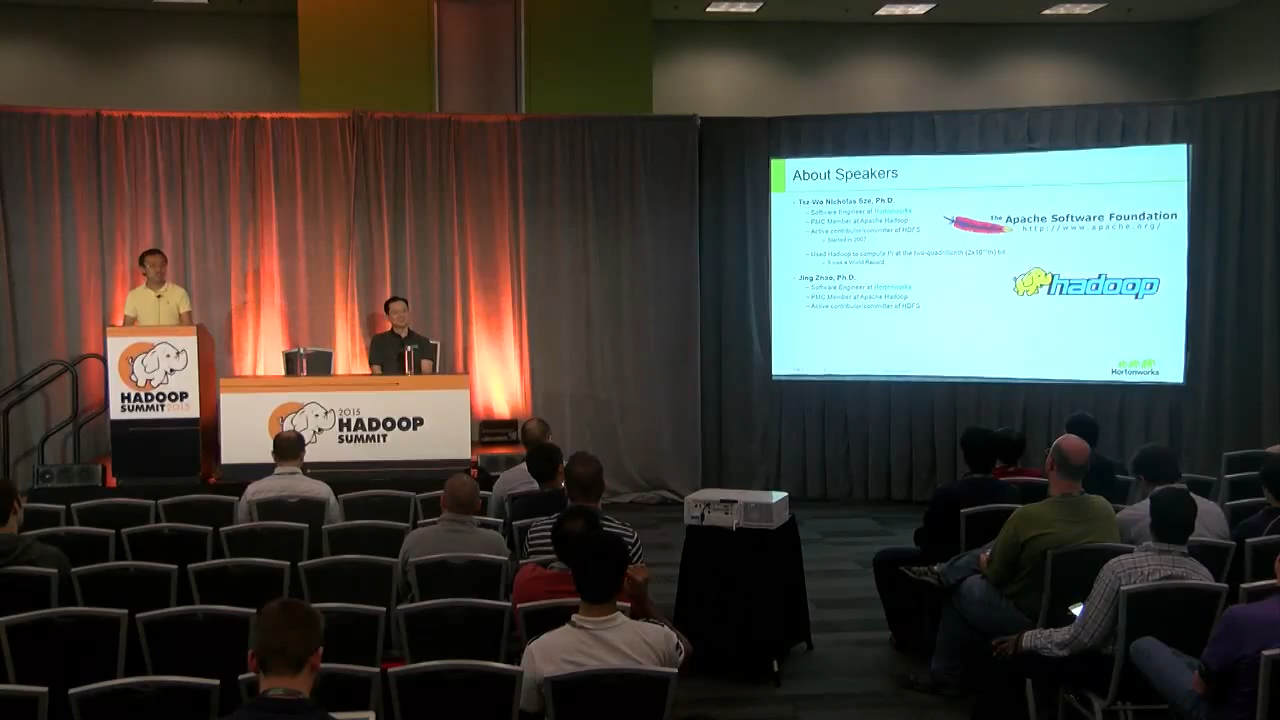 About Speakers
Tsz-Wo Nicholas Sze, Ph.D.
– Software Engineer at Hortonworks
– PMC Member at Apache Hadoop
– Active contributor/committer of HDFS
– Started in 2007
– Used Hadoop to compute Pi at the two-quadrillionth (2x10 th) bit
– It was a World Record
Jing Zhao, Ph.D.
– Software Engineer at Hortonworks
– PMC Member at Apache Hadoop
– Active contributor/committer of HDFS
The Apache Software Foundation
http://www.apache.org/
hadoop
Hortonworks
HADOOP
SUMMIT 2015
2015
HADOOP
SUMMIT